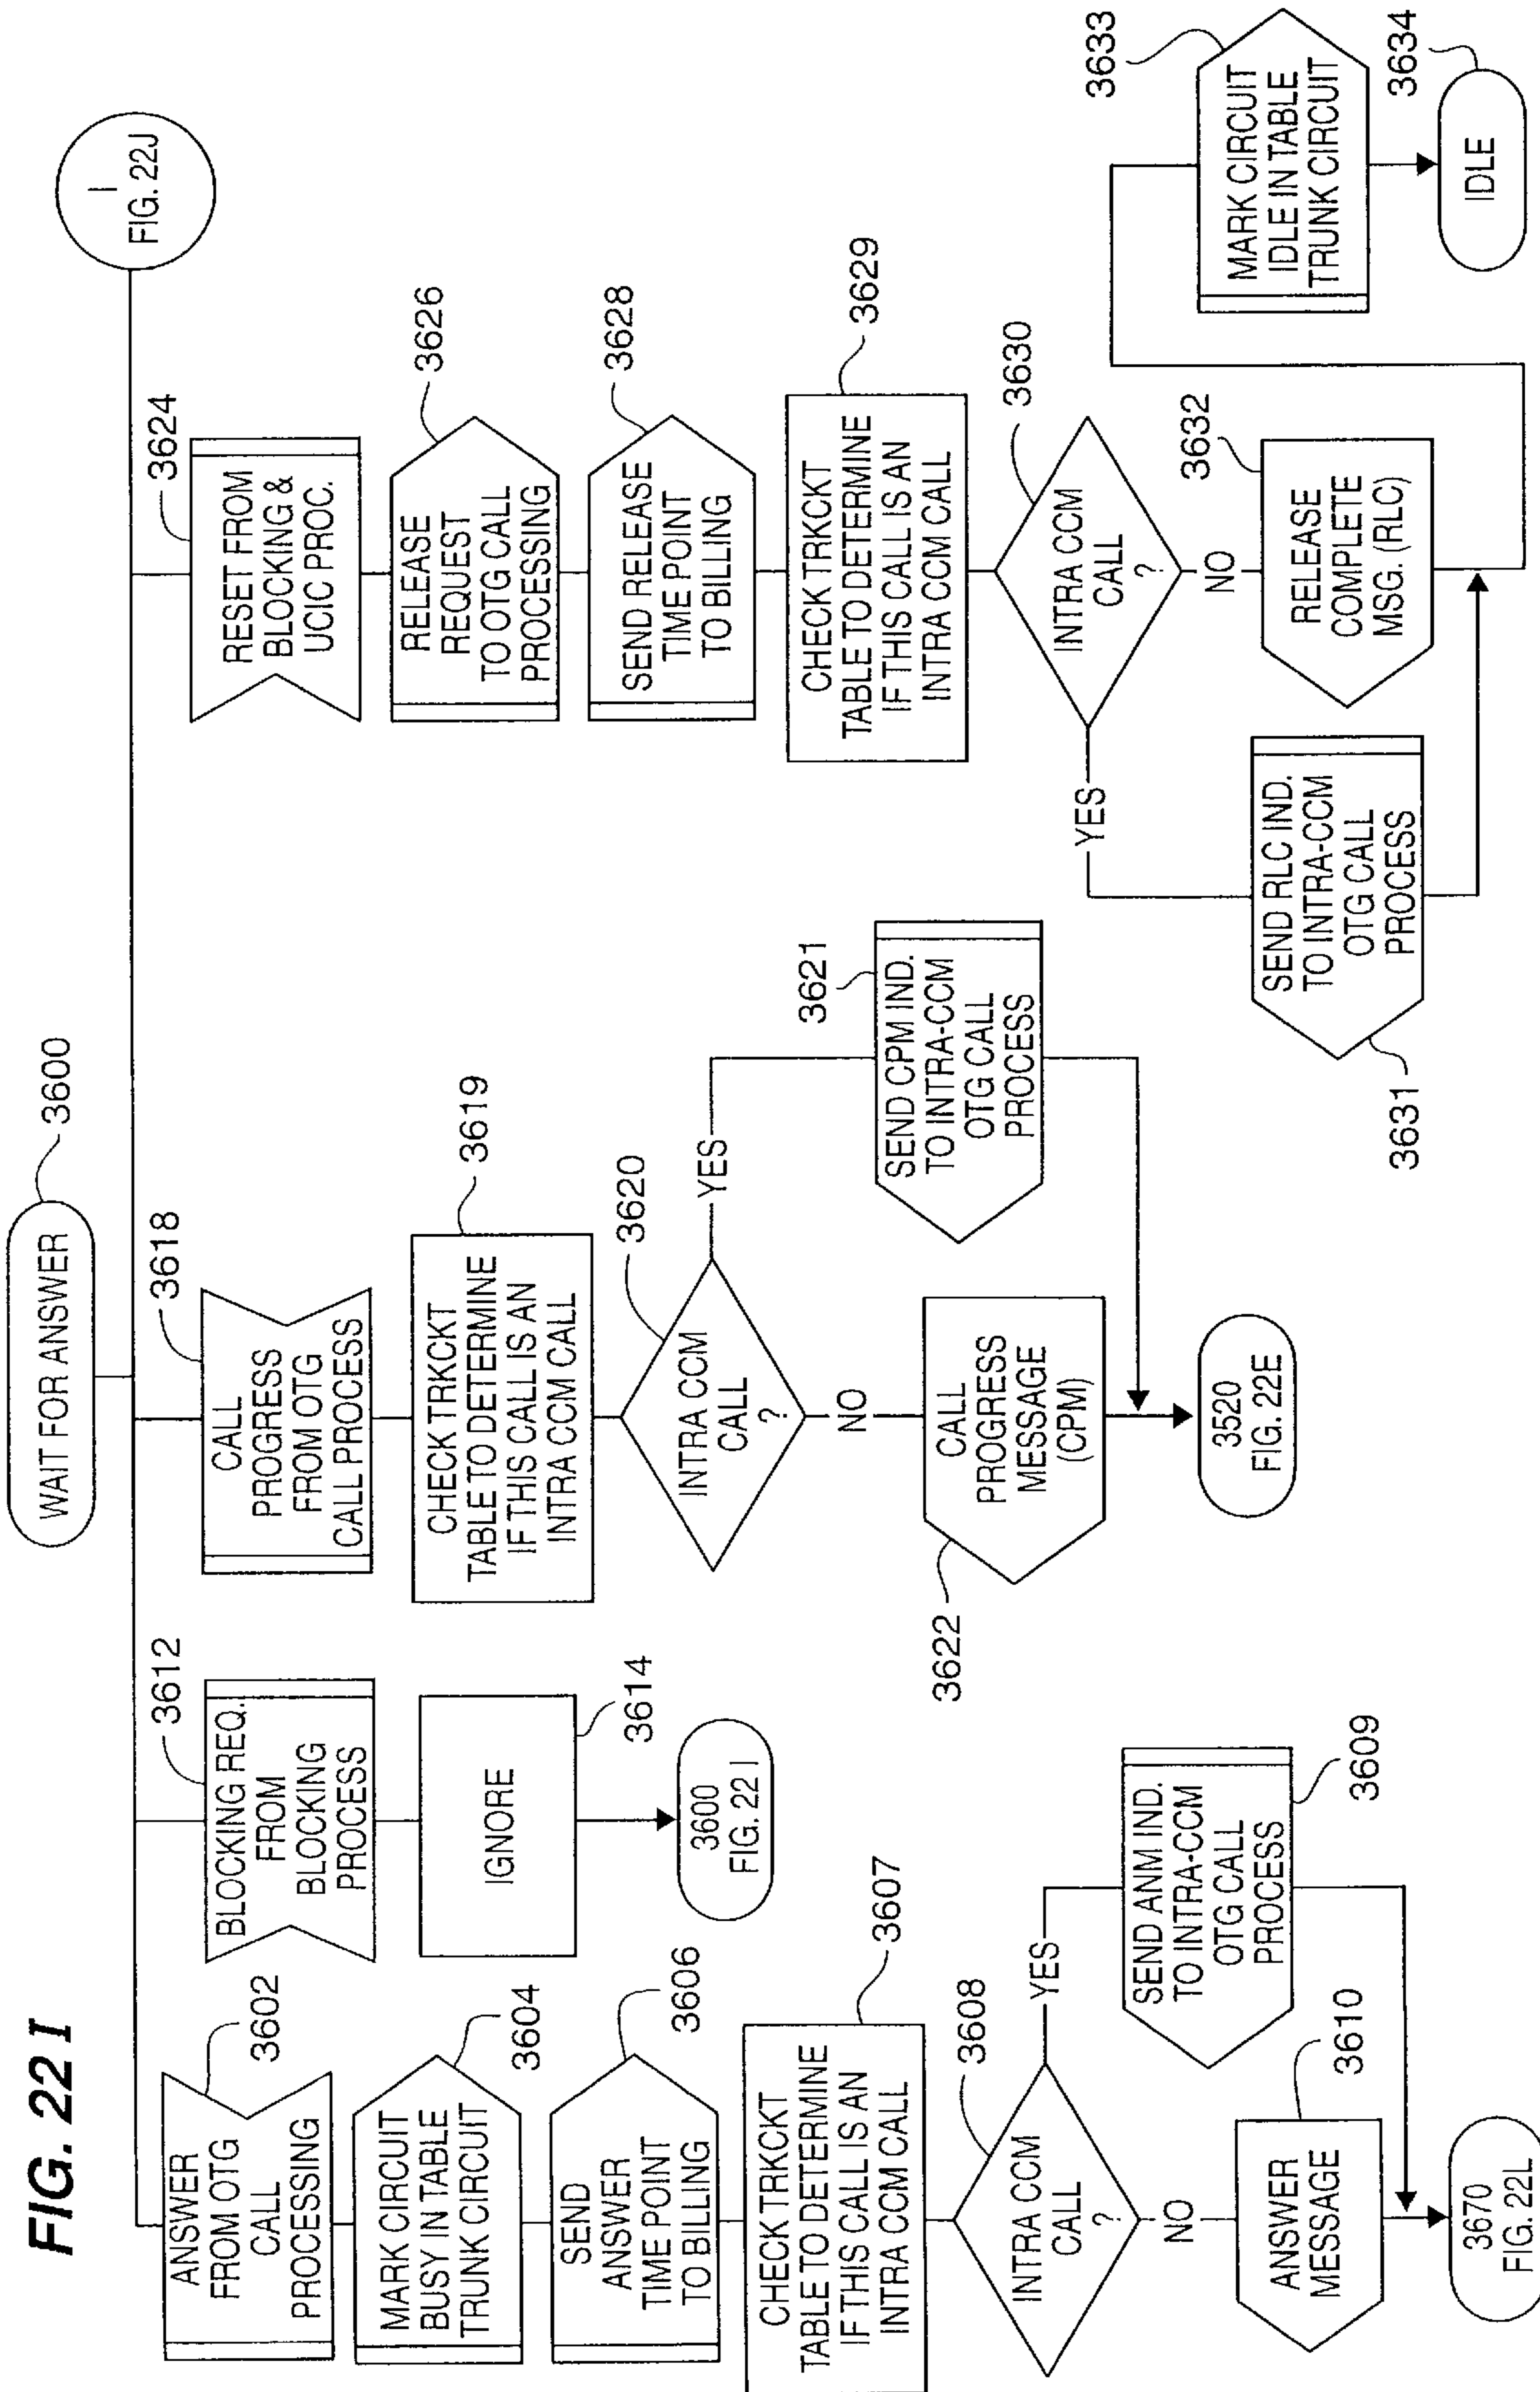 FIG. 22 I
WAIT FOR ANSWER
3600
I
FIG. 22J
ANSWER
FROM OTG
CALL
PROCESSING
3602
MARK CIRCUIT
BUSY IN TABLE
TRUNK CIRCUIT
3604
SEND
ANSWER
TIME POINT
TO BILLING
3606
CHECK TRKCKT
TABLE TO DETERMINE
IF THIS CALL IS AN
INTRA CCM CALL
3607
INTRA CCM
CALL
?
3608
YES
NO
SEND ANM IND.
TO INTRA-CCM
OTG CALL
PROCESS
3609
ANSWER
MESSAGE
3610
3670
FIG. 22L
BLOCKING REQ.
FROM
BLOCKING
PROCESS
3612
IGNORE
3614
3600
FIG. 22 I
CALL
PROGRESS
FROM OTG
CALL PROCESS
3618
CHECK TRKCKT
TABLE TO DETERMINE
IF THIS CALL IS AN
INTRA CCM CALL
3619
INTRA CCM
CALL
?
3620
YES
NO
SEND CPM IND.
TO INTRA-CCM
OTG CALL
PROCESS
3621
CALL
PROGRESS
MESSAGE
(CPM)
3622
3520
FIG. 22E
RESET FROM
BLOCKING &
UCIC PROC.
3624
RELEASE
REQUEST
TO OTG CALL
PROCESSING
3626
SEND RELEASE
TIME POINT
TO BILLING
3628
CHECK TRKCKT
TABLE TO DETERMINE
IF THIS CALL IS AN
INTRA CCM CALL
3629
INTRA CCM
CALL
?
3630
YES
NO
SEND RLC IND.
TO INTRA-CCM
OTG CALL
PROCESS
3631
RELEASE
COMPLETE
MSG. (RLC)
3632
MARK CIRCUIT
IDLE IN TABLE
TRUNK CIRCUIT
3633
IDLE
3634